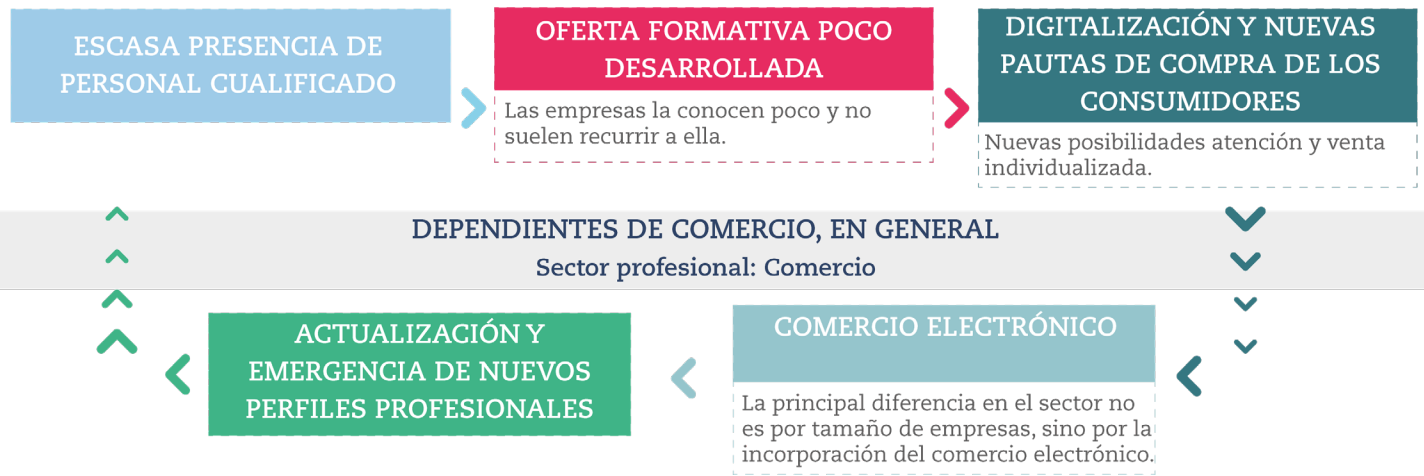 ESCASA PRESENCIA DE
PERSONAL CUALIFICADO
OFERTA FORMATIVA POCO
DESARROLLADA
Las empresas la conocen poco y no
suelen recurrir a ella.
DIGITALIZACIÓN Y NUEVAS
PAUTAS DE COMPRA DE LOS
CONSUMIDORES
Nuevas posibilidades atención y venta
individualizada.
DEPENDIENTES DE COMERCIO, EN GENERAL
Sector profesional: Comercio
COMERCIO ELECTRÓNICO
La principal diferencia en el sector no
es por tamaño de empresas, sino por la
incorporación del comercio electrónico.
ACTUALIZACIÓN Y
EMERGENCIA DE NUEVOS
PERFILES PROFESIONALES